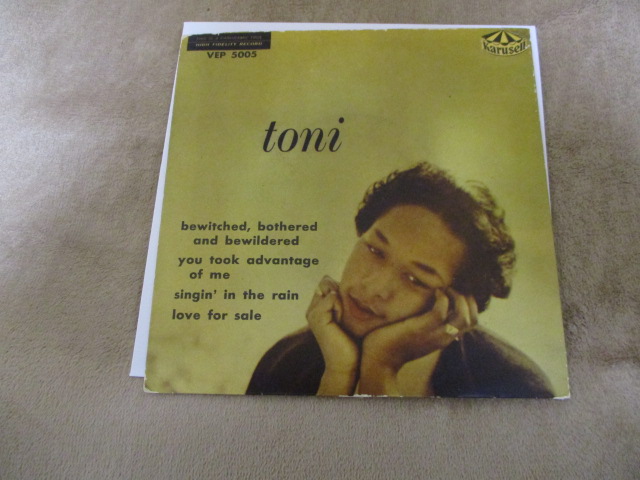 HIGH FIDELITY RECORD
VEP 5005
Karusell
toni
bewitched, bothered
and bewildered
you took advantage
of me
singin' in the rain
love for sale